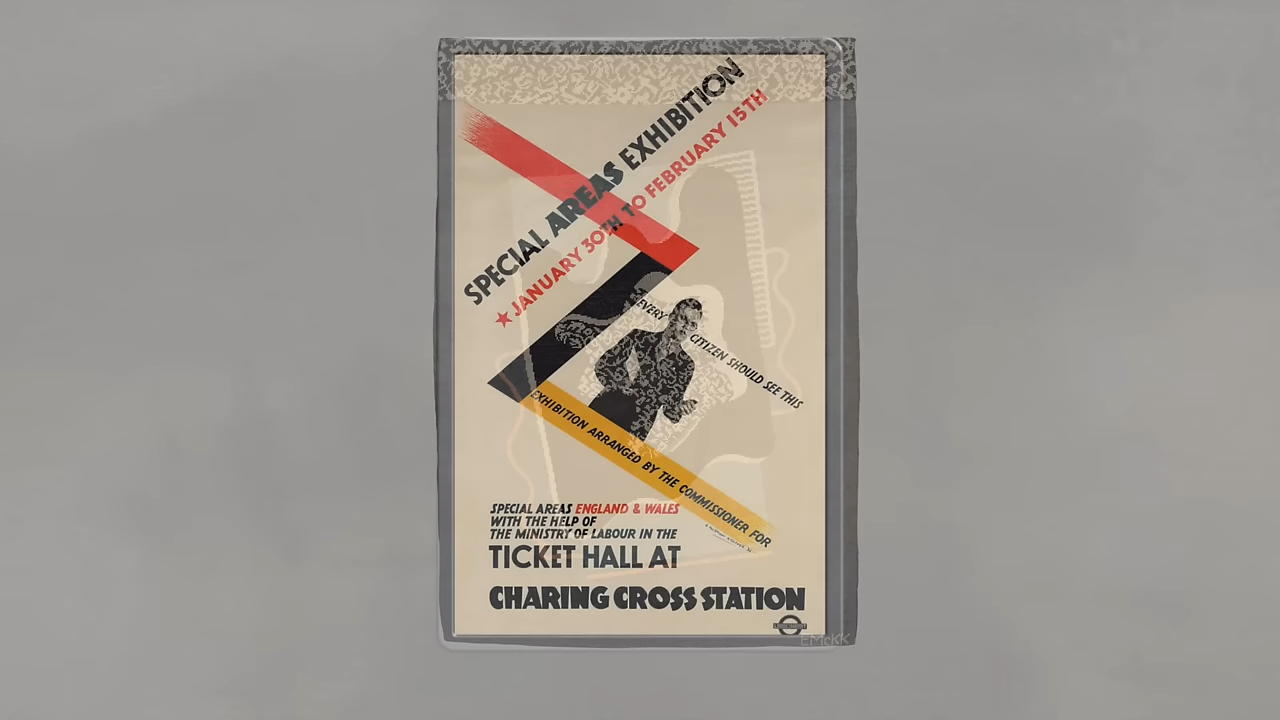 SPECIAL AREAS EXHIBITION
★JANUARY 30TH TO FEBRUARY 15TH
EVERY CITIZEN SHOULD SEE THIS
EXHIBITION ARRANGED BY THE COMMISSIONER FOR
SPECIAL AREAS ENGLAND & WALES
WITH THE HELP OF
THE MINISTRY OF LABOUR IN THE
TICKET HALL AT
CHARING CROSS STATION
EMcKK